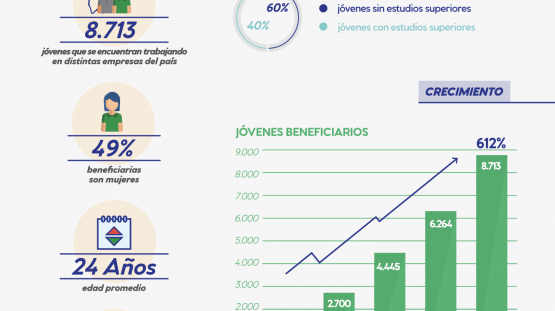 8.713
jóvenes que se encuentran trabajando
en distintas empresas del país
49%
beneficiarias
son mujeres
24 Años
edad promedio
60%
40%
jóvenes sin estudios superiores
jóvenes con estudios superiores
CRECIMIENTO
JÓVENES BENEFICIARIOS
612%
9.000
8.000
7.000
6.000
5.000
4.000
3.000
2.000
2.700
4.445
6.264
8.713